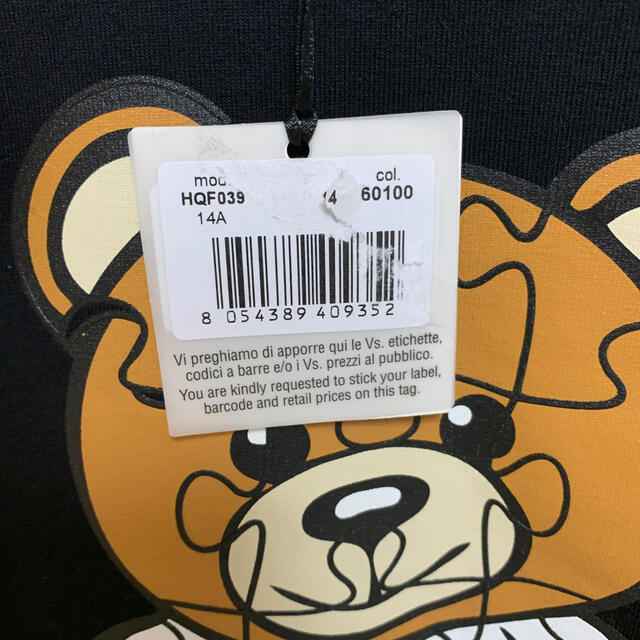 mod. col.
HQF039 4 60100
14A
8 054389 409352
Vi preghiamo di apporre qui le Vs. etichette,
codici a barre e/o i Vs. prezzi al pubblico.
You are kindly requested to stick your label,
barcode and retail prices on this tag.